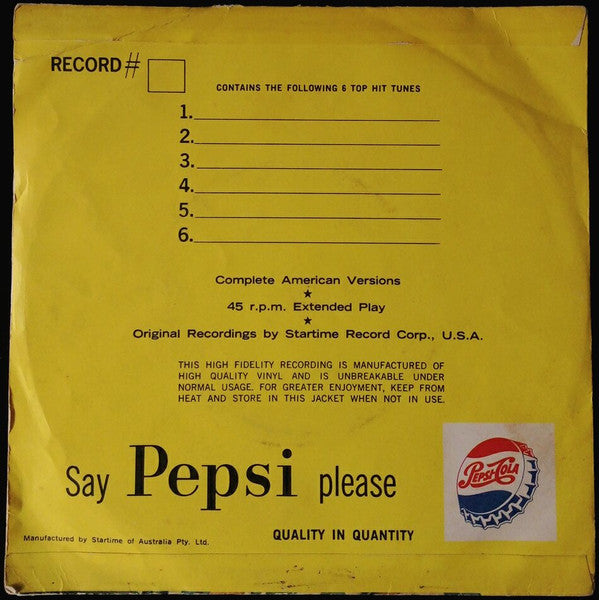 RECORD #
CONTAINS THE FOLLOWING 6 TOP HIT TUNES
1.
2.
3.
4.
5.
6.
Complete American Versions
★
45 r.p.m. Extended Play
★
Original Recordings by Startime Record Corp., U.S.A.
THIS HIGH FIDELITY RECORDING IS MANUFACTURED OF
HIGH QUALITY VINYL AND IS UNBREAKABLE UNDER
NORMAL USAGE. FOR GREATER ENJOYMENT, KEEP FROM
HEAT AND STORE IN THIS JACKET WHEN NOT IN USE.
Say Pepsi please
PEPSI-COLA
QUALITY IN QUANTITY
Manufactured by Startime of Australia Pty. Ltd.